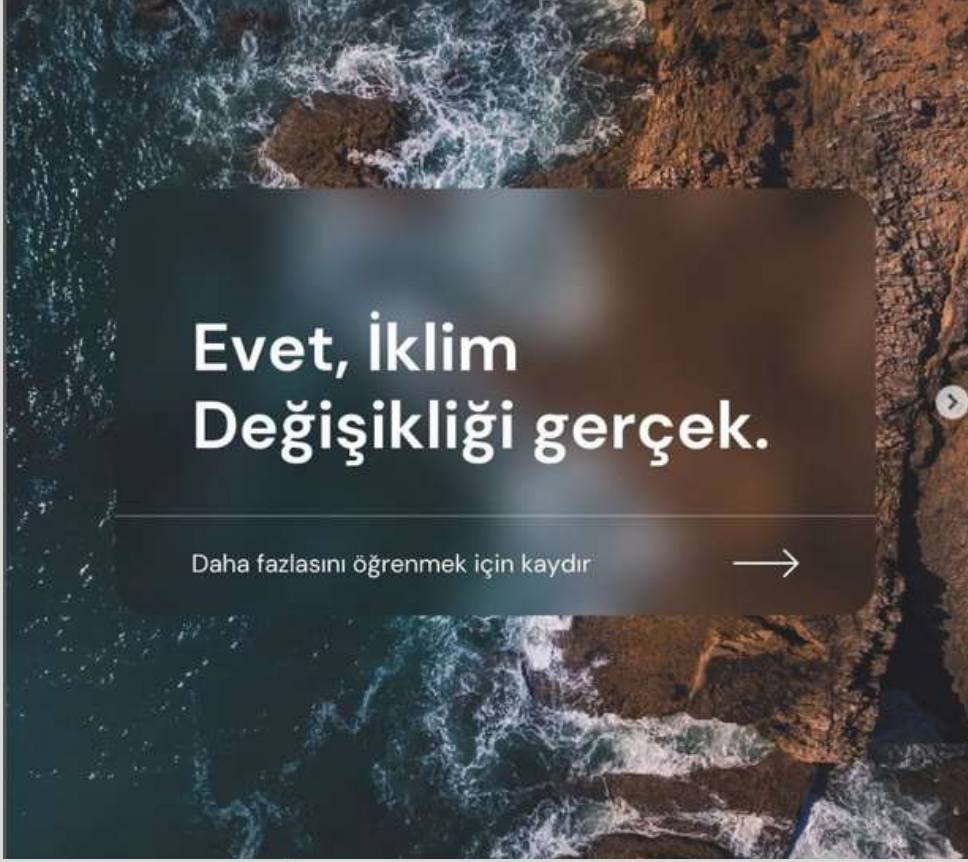 Evet, İklim
Değişikliği gerçek.
Daha fazlasını öğrenmek için kaydır